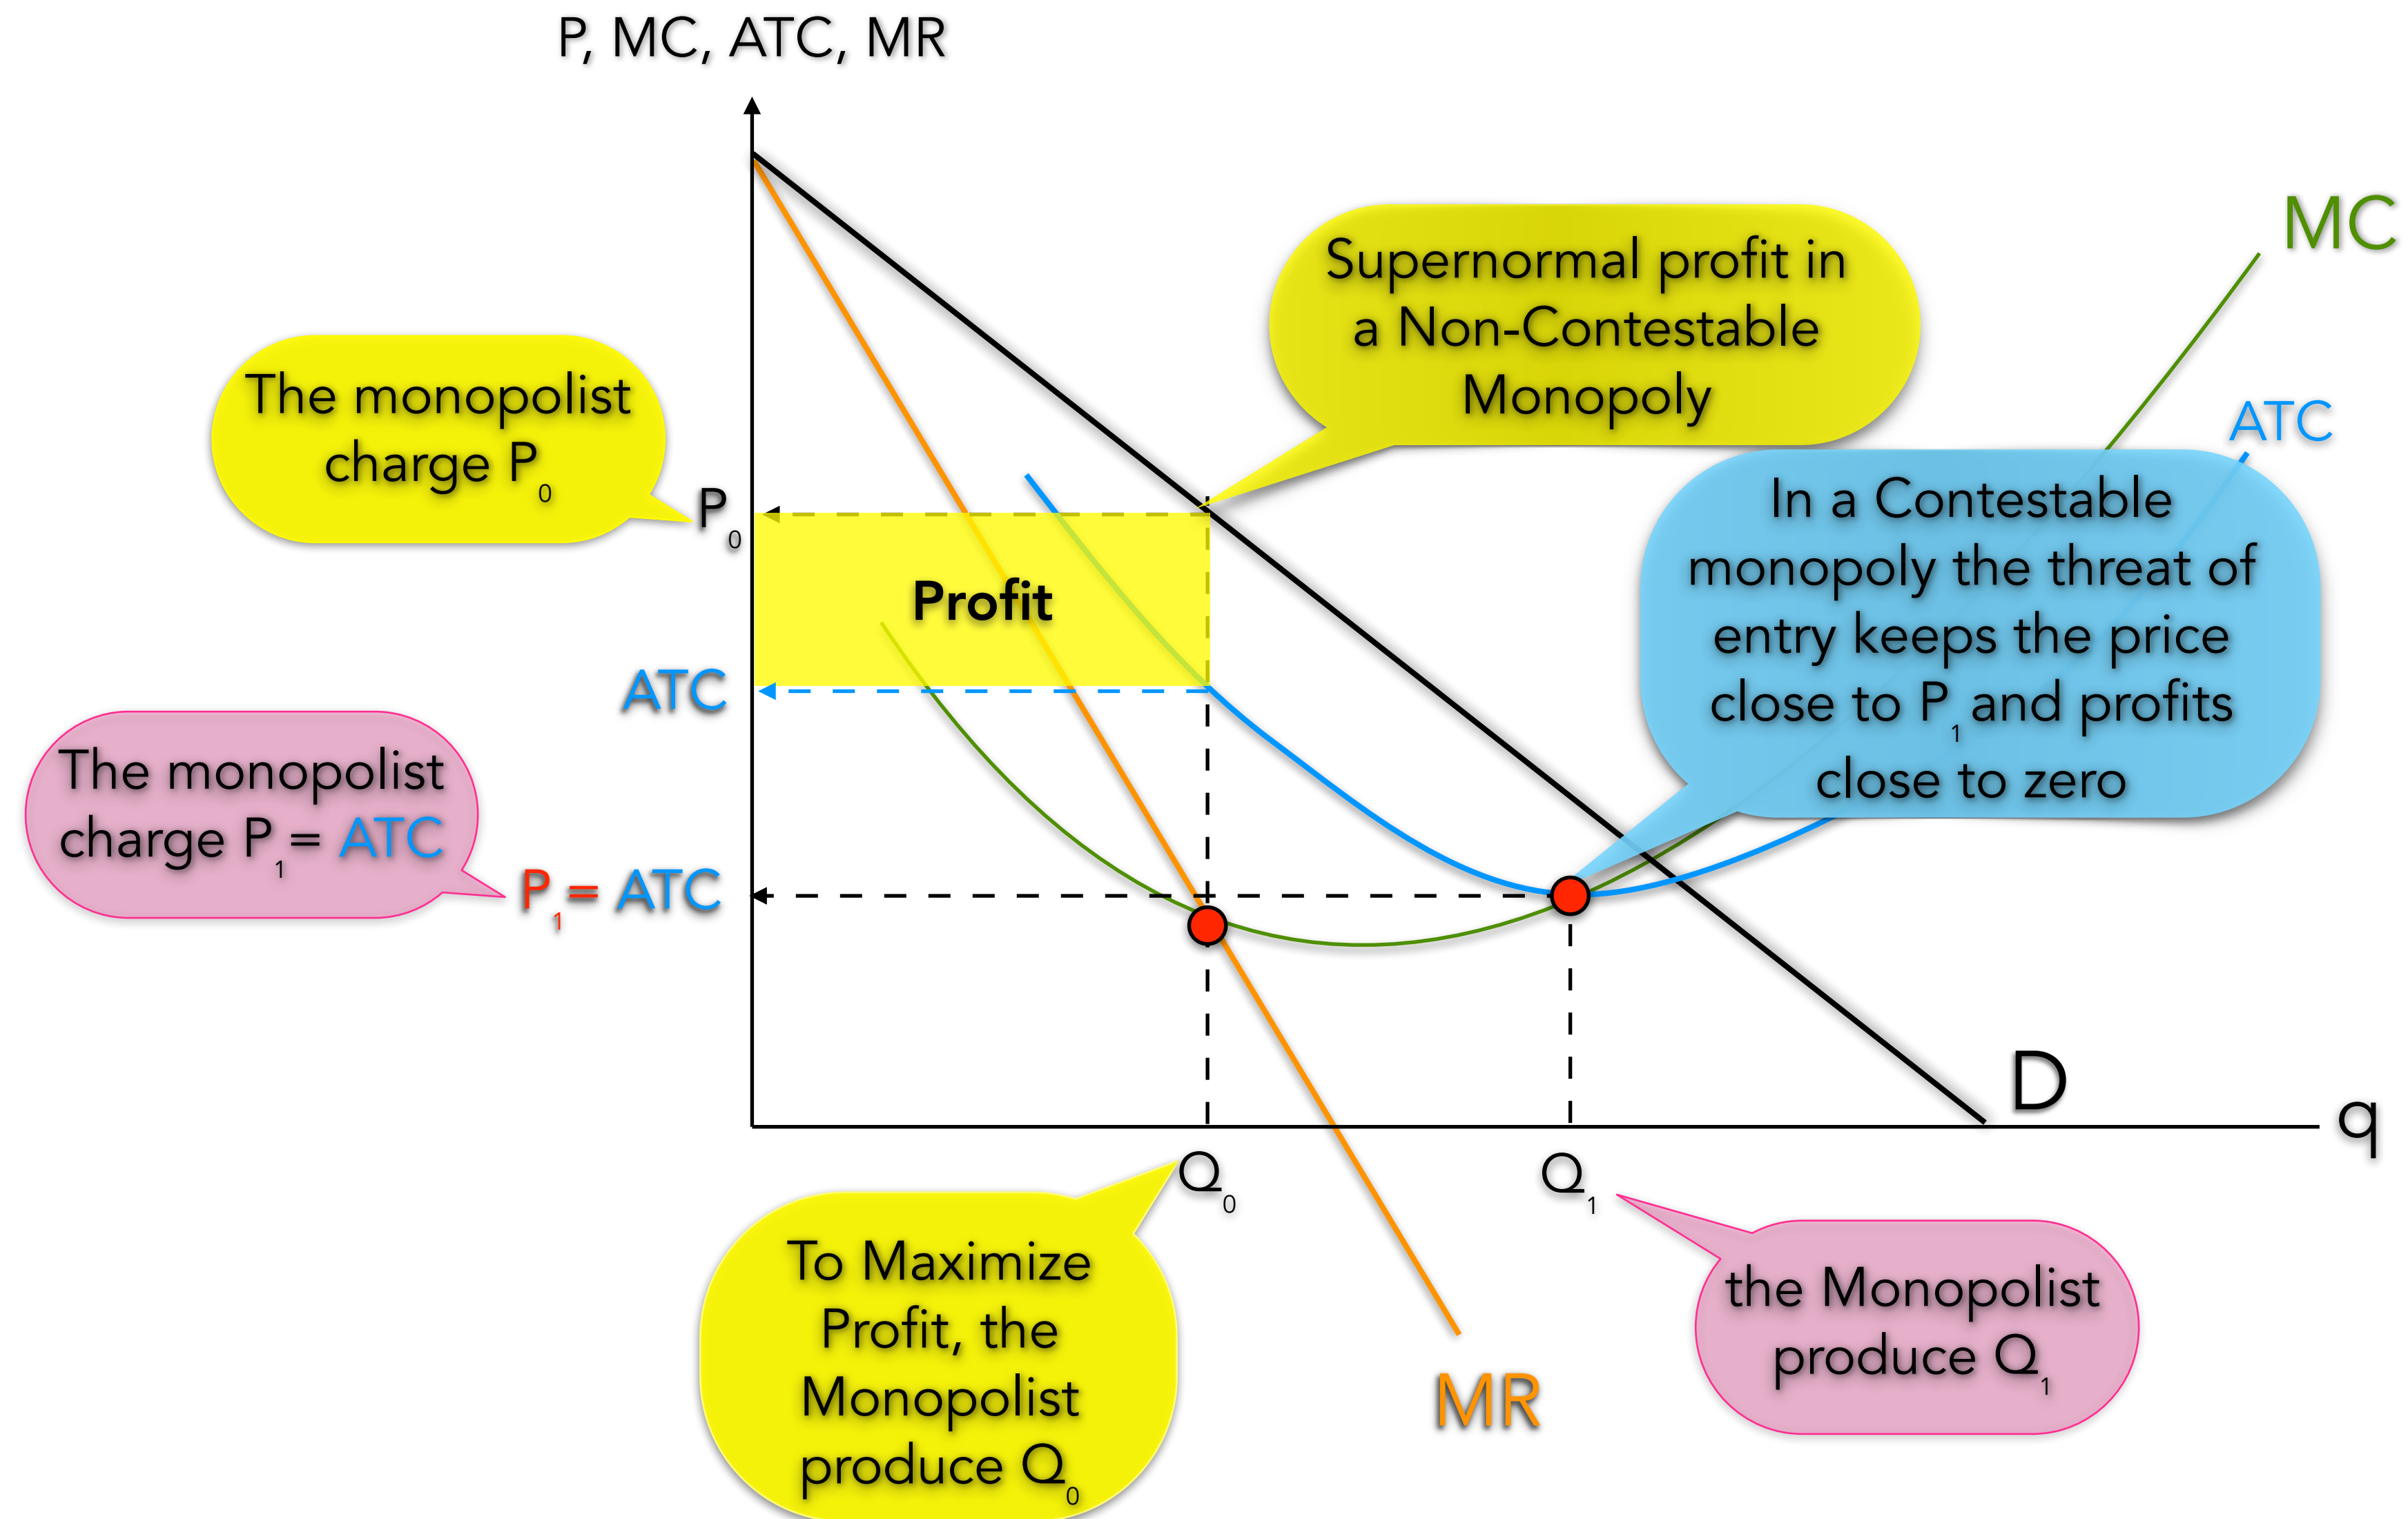 P, MC, ATC, MR
MC
Supernormal profit in
a Non-Contestable
Monopoly
The monopolist
charge P₀
ATC
P₀
In a Contestable
monopoly the threat of
entry keeps the price
close to P₁ and profits
close to zero
Profit
ATC
The monopolist
charge P₁= ATC
P₁= ATC
D
q
Q₀
Q₁
To Maximize
Profit, the
Monopolist
produce Q₀
the Monopolist
produce Q₁
MR